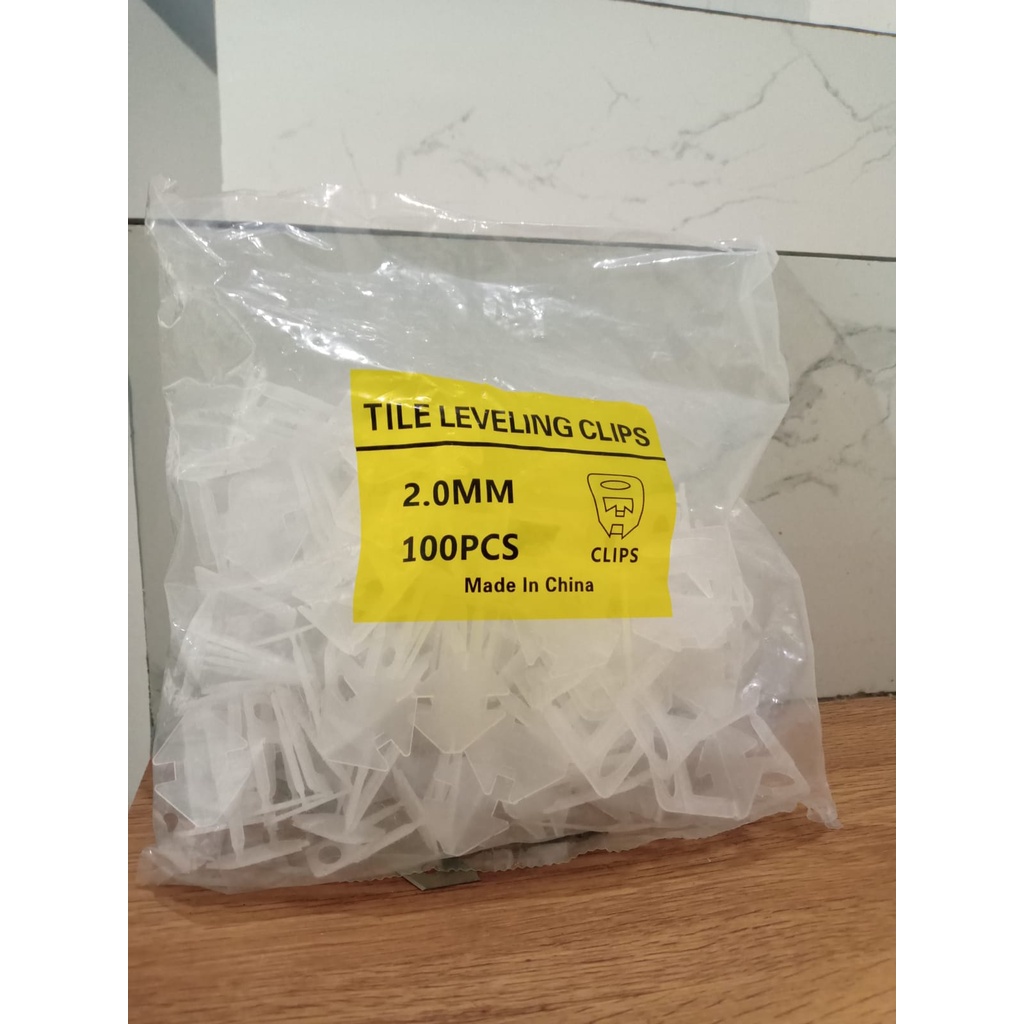 TILE LEVELING CLIPS
2.0MM
100PCS
CLIPS
Made In China